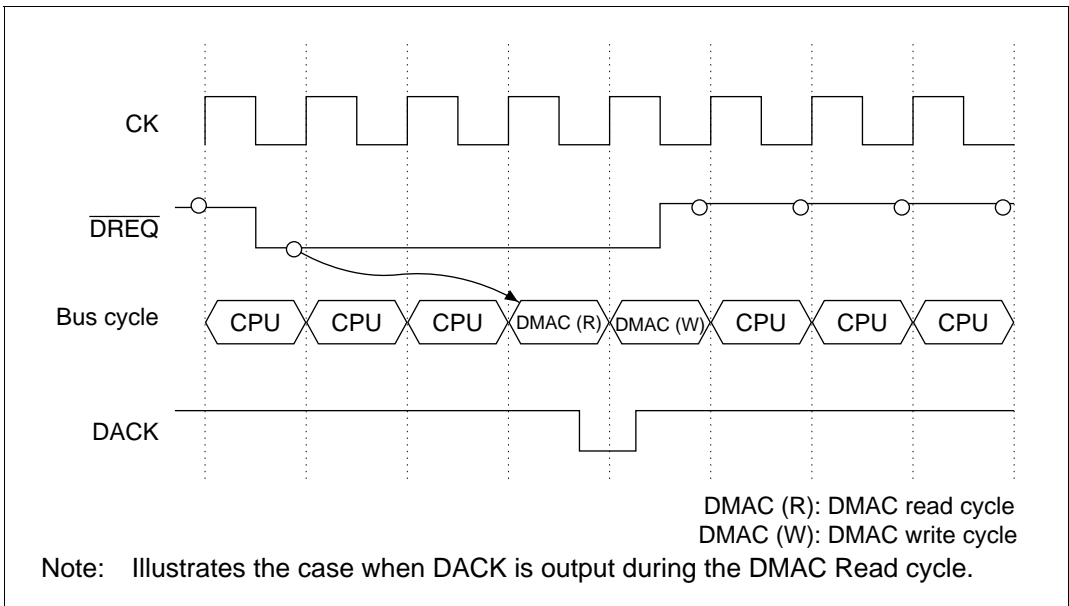 CK
DREQ
Bus cycle CPU CPU CPU DMAC (R) DMAC (W) CPU CPU CPU
DACK
DMAC (R): DMAC read cycle
DMAC (W): DMAC write cycle
Note: Illustrates the case when DACK is output during the DMAC Read cycle.